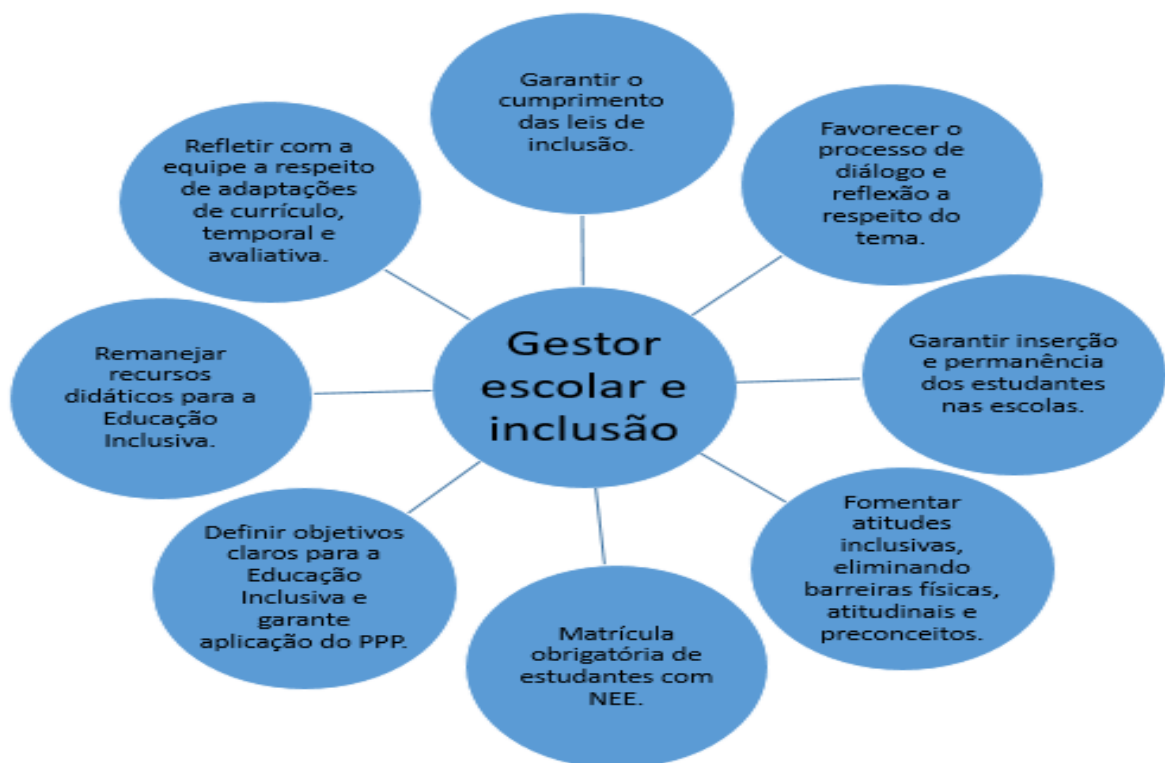 Gestor
escolar e
inclusão
Garantir o
cumprimento
das leis de
inclusão.
Favorecer o
processo de
diálogo e
reflexão a
respeito do
tema.
Garantir inserção
e permanência
dos estudantes
nas escolas.
Fomentar
atitudes
inclusivas,
eliminando
barreiras físicas,
atitudinais e
preconceitos.
Matrícula
obrigatória de
estudantes com
NEE.
Definir objetivos
claros para a
Educação
Inclusiva e
garante
aplicação do PPP.
Remanejar
recursos
didáticos para a
Educação
Inclusiva.
Refletir com a
equipe a respeito
de adaptações
de currículo,
temporal e
avaliativa.